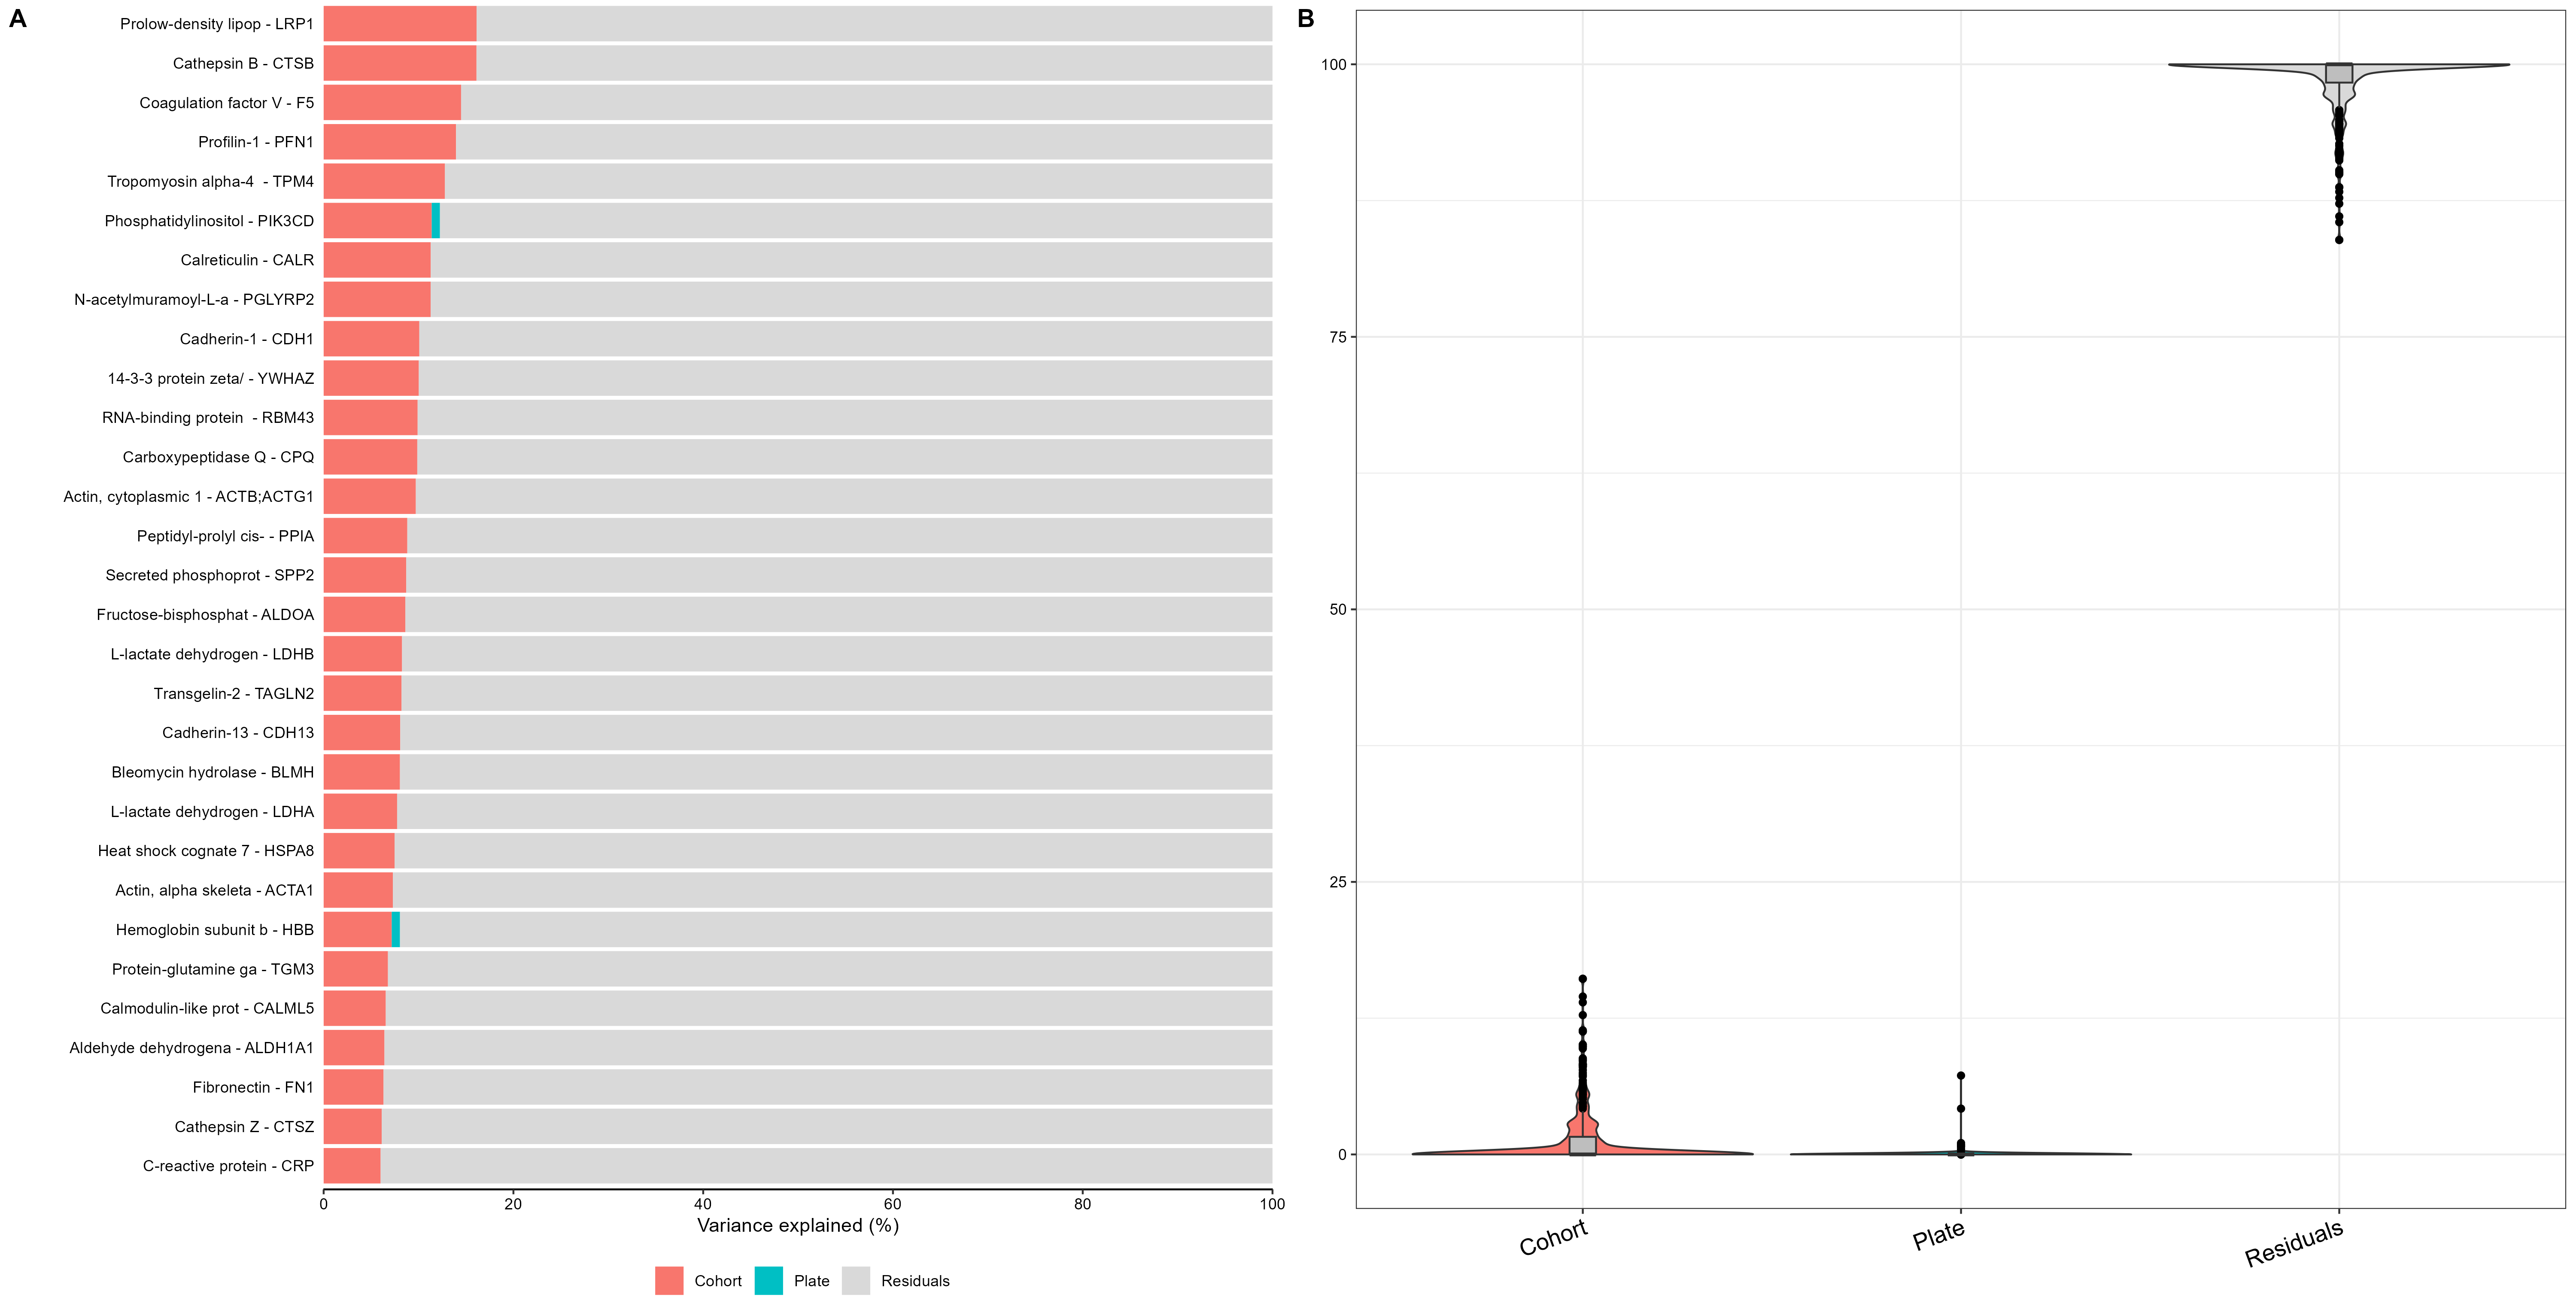 A
Prolow-density lipop - LRP1
Cathepsin B - CTSB
Coagulation factor V - F5
Profilin-1 - PFN1
Tropomyosin alpha-4  - TPM4
Phosphatidylinositol - PIK3CD
Calreticulin - CALR
N-acetylmuramoyl-L-a - PGLYRP2
Cadherin-1 - CDH1
14-3-3 protein zeta/ - YWHAZ
RNA-binding protein  - RBM43
Carboxypeptidase Q - CPQ
Actin, cytoplasmic 1 - ACTB;ACTG1
Peptidyl-prolyl cis- - PPIA
Secreted phosphoprot - SPP2
Fructose-bisphosphat - ALDOA
L-lactate dehydrogen - LDHB
Transgelin-2 - TAGLN2
Cadherin-13 - CDH13
Bleomycin hydrolase - BLMH
L-lactate dehydrogen - LDHA
Heat shock cognate 7 - HSPA8
Actin, alpha skeleta - ACTA1
Hemoglobin subunit b - HBB
Protein-glutamine ga - TGM3
Calmodulin-like prot - CALML5
Aldehyde dehydrogena - ALDH1A1
Fibronectin - FN1
Cathepsin Z - CTSZ
C-reactive protein - CRP
0 20 40 60 80 100
Variance explained (%)
Cohort Plate Residuals
B
100
75
50
25
0
Cohort Plate Residuals